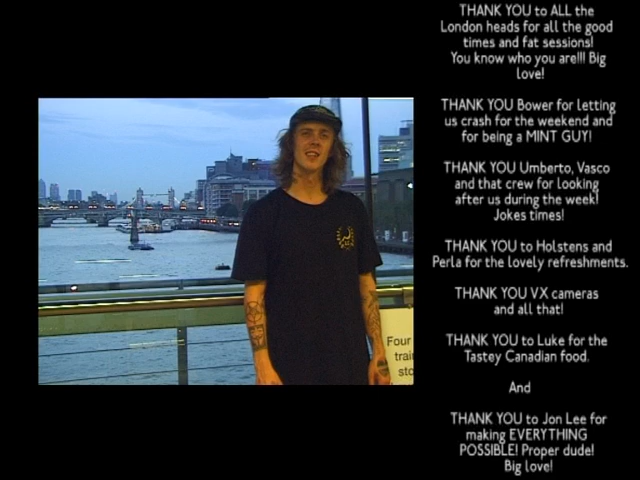 THANK YOU to ALL the
London heads for all the good
times and fat sessions!
You know who you are!!! Big
love!
THANK YOU Bower for letting
us crash for the weekend and
for being a MINT GUY!
THANK YOU Umberto, Vasco
and that crew for looking
after us during the week!
Jokes times!
THANK YOU to Holstens and
Perla for the lovely refreshments.
THANK YOU VX cameras
and all that!
THANK YOU to Luke for the
Tastey Canadian food.
And
THANK YOU to Jon Lee for
making EVERYTHING
POSSIBLE! Proper dude!
Big love!
Four
trai
sto